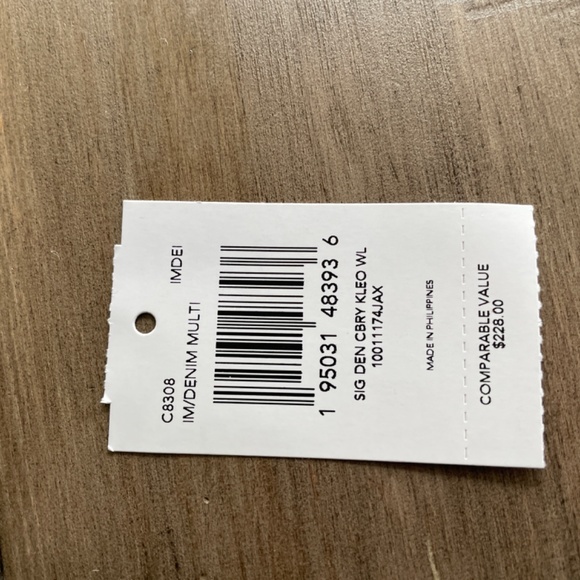 C8308
IM/DENIM MULTI IMDEI
1 95031 48393 6
SIG DEN CBRY KLEO WL
10011174JAX
MADE IN PHILIPPINES
COMPARABLE VALUE
$228.00